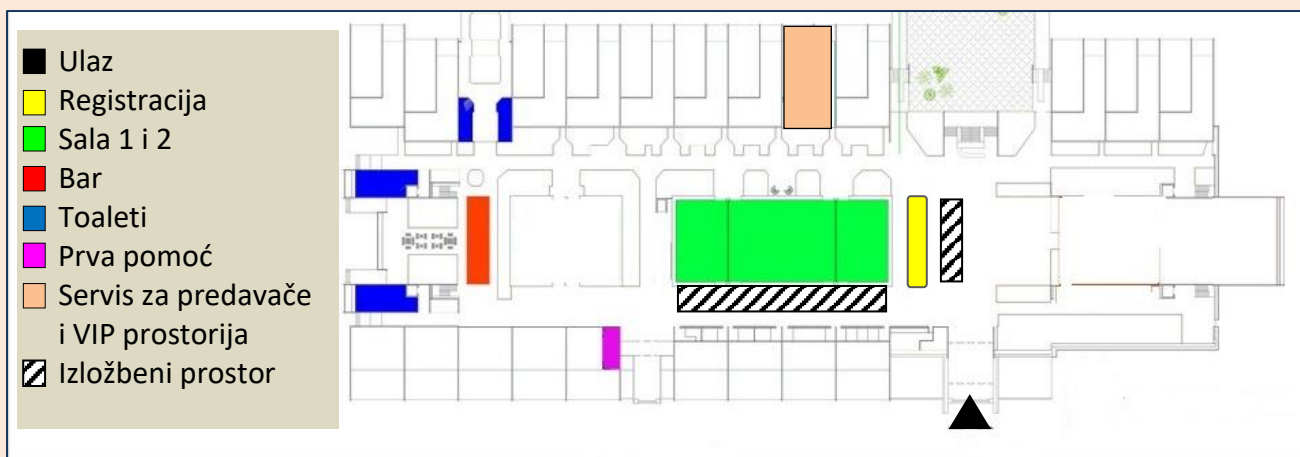 Ulaz
Registracija
Sala 1 i 2
Bar
Toaleti
Prva pomoć
Servis za predavače
i VIP prostorija
Izložbeni prostor